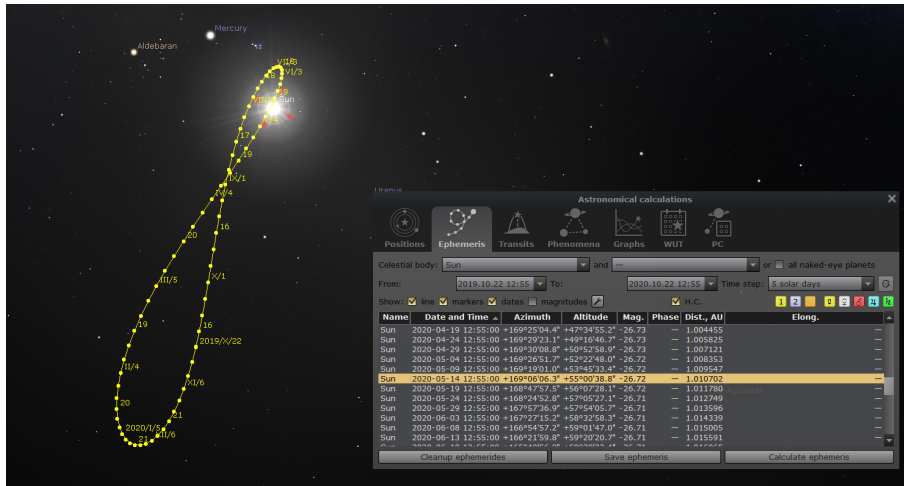 Mercury
Aldebaran
VI/3
18
19
Sun
17
19
IX/1
IV/4
16
20
X/1
III/5
19
16
2019/X/22
II/4
XI/6
20
21
2020/I/5
XII/6
21
Uranus
Astronomical calculations
Positions Ephemeris Transits Phenomena Graphs WUT PC
Celestial body: Sun and — or all naked-eye planets
From: 2019.10.22 12:55 To: 2020.10.22 12:55 Time step: 5 solar days
Show: line markers dates magnitudes H.C. 1 2
Name Date and Time Azimuth Altitude Mag. Phase Dist., AU Elong.
Sun 2020-04-19 12:55:00 +169°25'04.4" +47°34'55.2" -26.73 — 1.004455 —
Sun 2020-04-24 12:55:00 +169°29'23.1" +49°16'46.7" -26.73 — 1.005825 —
Sun 2020-04-29 12:55:00 +169°30'08.8" +50°52'58.9" -26.73 — 1.007121 —
Sun 2020-05-04 12:55:00 +169°26'51.7" +52°22'48.0" -26.72 — 1.008353 —
Sun 2020-05-09 12:55:00 +169°19'01.0" +53°45'33.4" -26.72 — 1.009547 —
Sun 2020-05-14 12:55:00 +169°06'06.3" +55°00'38.8" -26.72 — 1.010702 —
Sun 2020-05-19 12:55:00 +168°47'57.5" +56°07'28.1" -26.72 — 1.011780 —
Sun 2020-05-24 12:55:00 +168°24'52.8" +57°05'27.1" -26.71 — 1.012749 —
Sun 2020-05-29 12:55:00 +167°57'36.9" +57°54'05.7" -26.71 — 1.013596 —
Sun 2020-06-03 12:55:00 +167°27'15.2" +58°32'58.3" -26.71 — 1.014339 —
Sun 2020-06-08 12:55:00 +166°54'57.2" +59°01'47.0" -26.71 — 1.015005 —
Sun 2020-06-13 12:55:00 +166°21'59.8" +59°20'20.7" -26.71 — 1.015591 —
Cleanup ephemerides Save ephemeris Calculate ephemeris